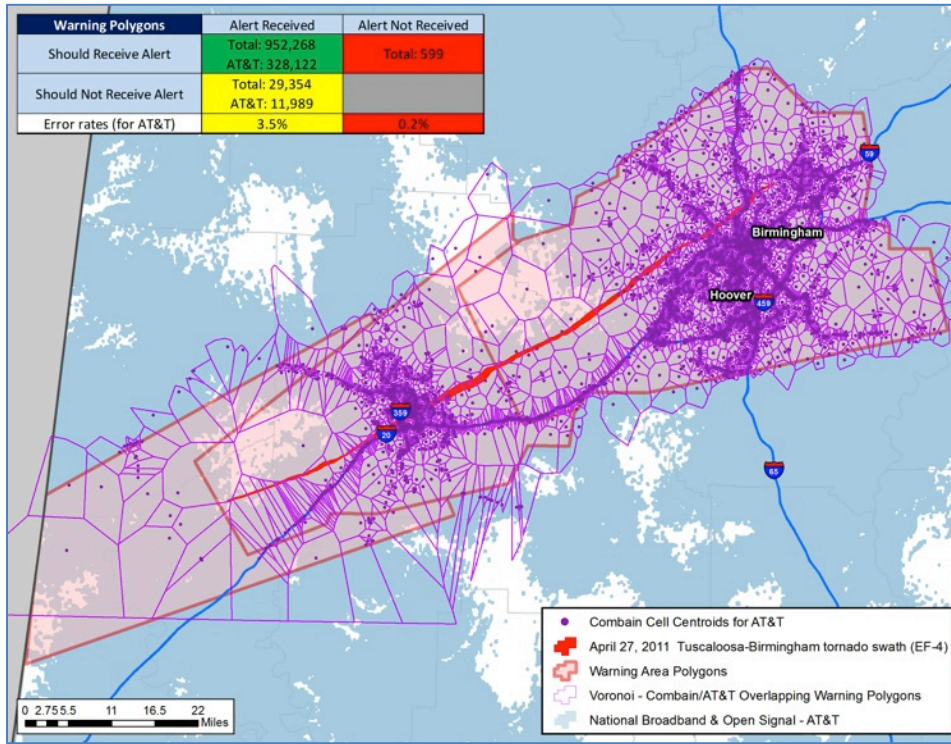 Warning Polygons Alert Received Alert Not Received
Should Receive Alert Total: 952,268 Total: 599
AT&T: 328,122
Should Not Receive Alert Total: 29,354
AT&T: 11,989
Error rates (for AT&T) 3.5% 0.2%
59
Birmingham
Hoover
459
359
20
65
Combain Cell Centroids for AT&T
April 27, 2011 Tuscaloosa-Birmingham tornado swath (EF-4)
Warning Area Polygons
Voronoi - Combain/AT&T Overlapping Warning Polygons
National Broadband & Open Signal - AT&T
0 2.75 5.5 11 16.5 22
Miles